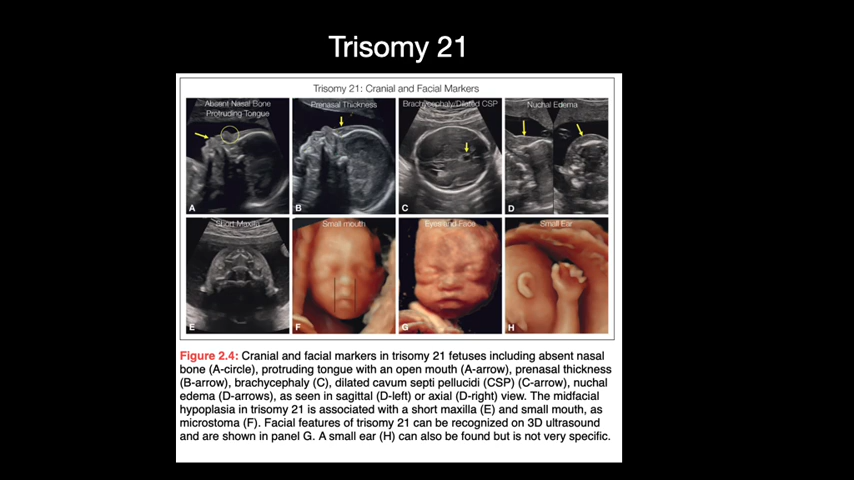 Trisomy 21
Trisomy 21: Cranial and Facial Markers
Absent Nasal Bone
Protruding Tongue
Prenasal Thickness
Brachycephaly/Dilated CSP
Nuchal Edema
A
B
C
D
Short Maxilla
Small mouth
Eyes and Face
Small Ear
E
F
G
H
Figure 2.4: Cranial and facial markers in trisomy 21 fetuses including absent nasal
bone (A-circle), protruding tongue with an open mouth (A-arrow), prenasal thickness
(B-arrow), brachycephaly (C), dilated cavum septi pellucidi (CSP) (C-arrow), nuchal
edema (D-arrows), as seen in sagittal (D-left) or axial (D-right) view. The midfacial
hypoplasia in trisomy 21 is associated with a short maxilla (E) and small mouth, as
microstoma (F). Facial features of trisomy 21 can be recognized on 3D ultrasound
and are shown in panel G. A small ear (H) can also be found but is not very specific.